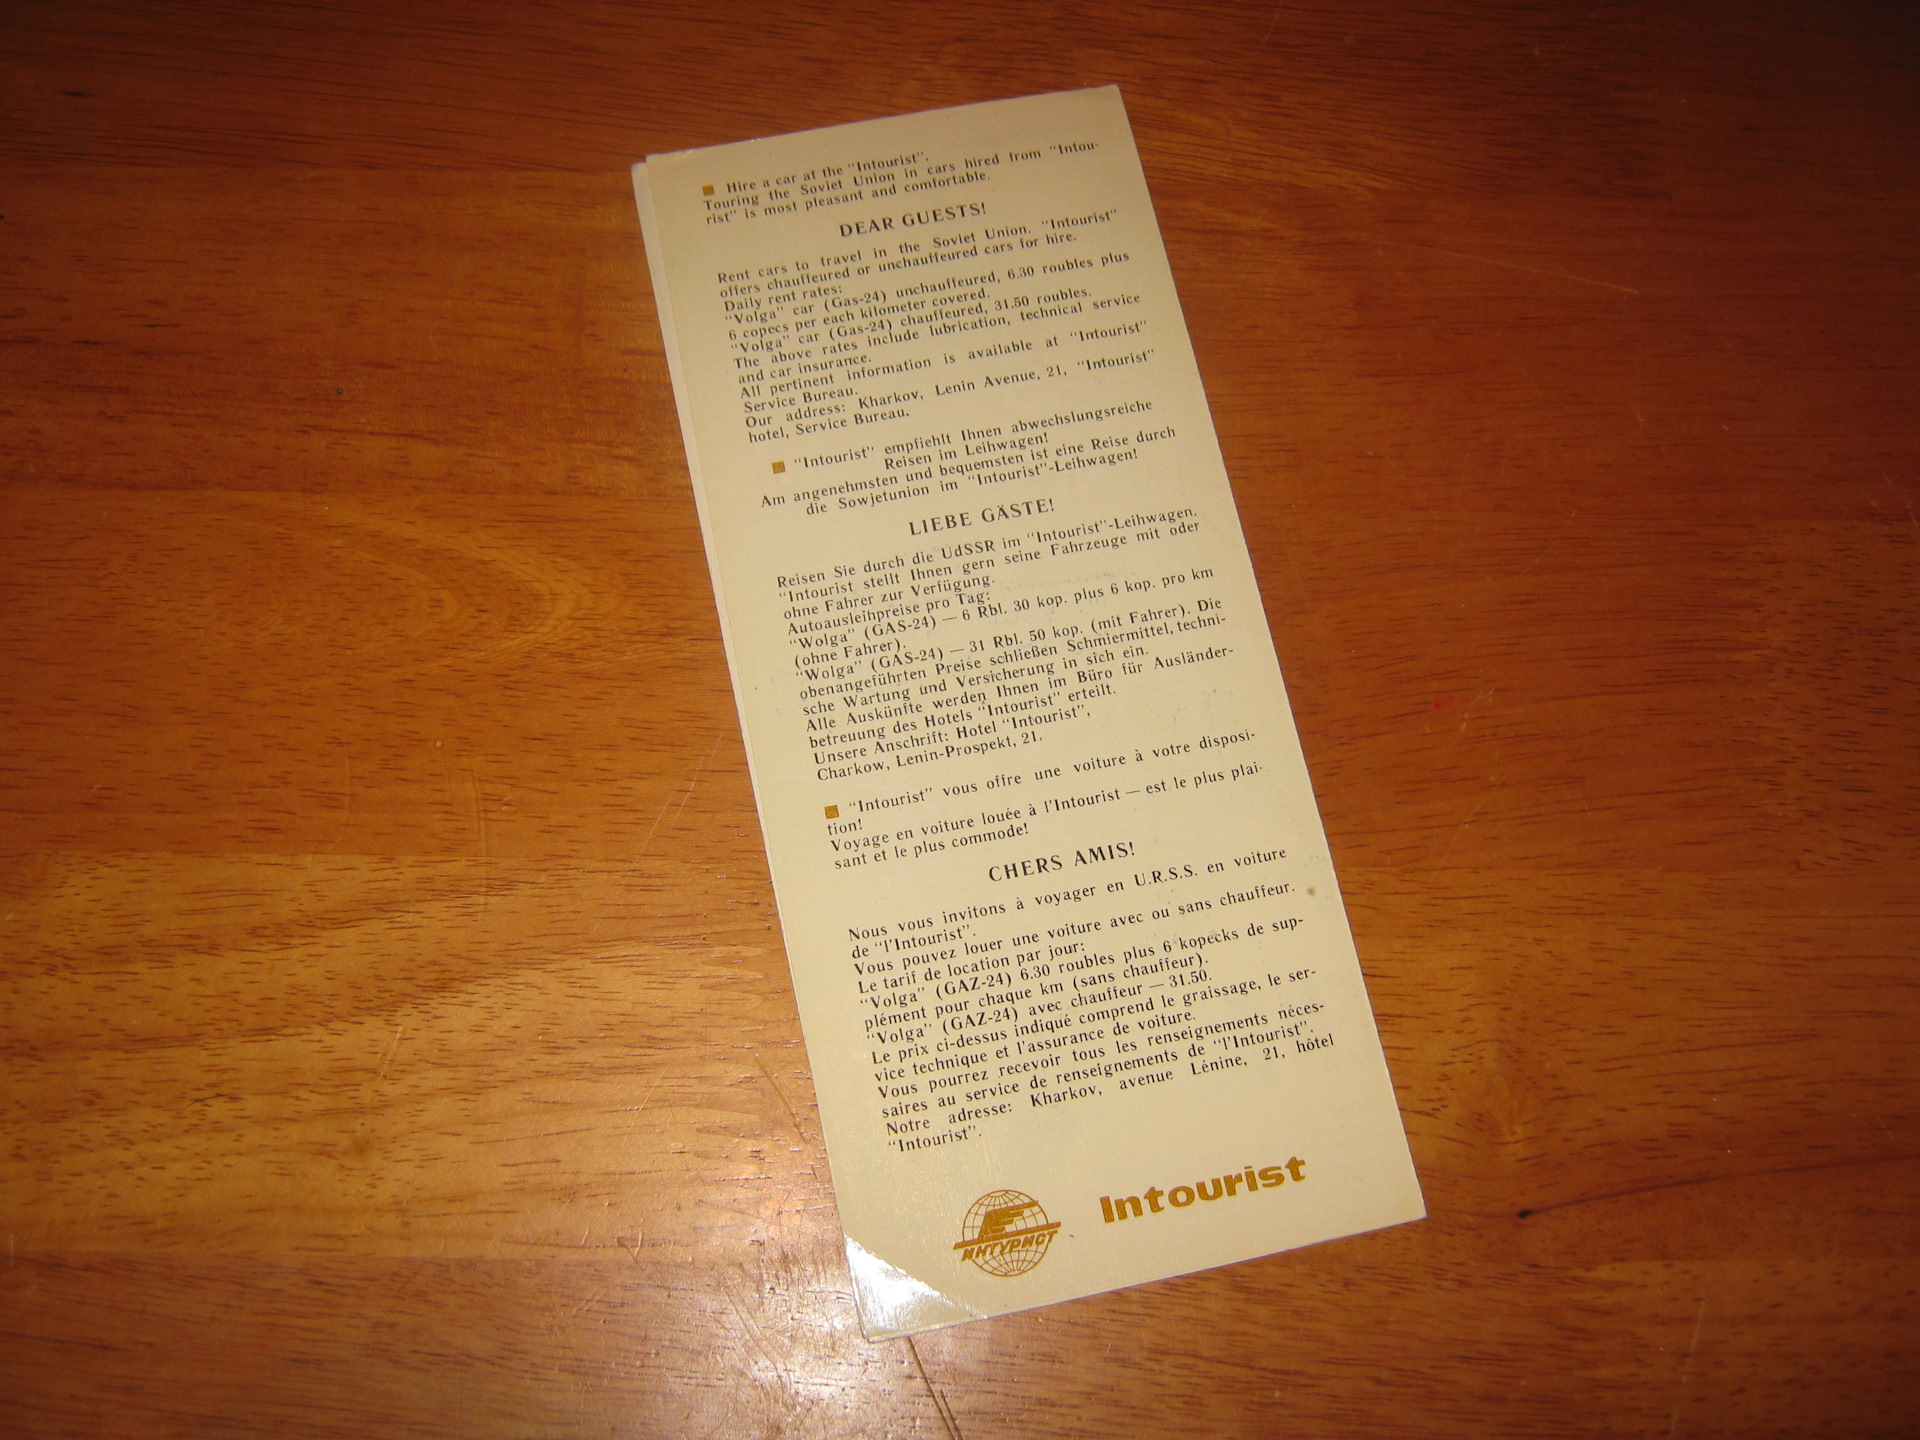 Hire a car at the "Intourist".
Touring the Soviet Union in cars hired from "Intou-
rist" is most pleasant and comfortable.
DEAR GUESTS!
Rent cars to travel in the Soviet Union. "Intourist"
offers chauffeured or unchauffeured cars for hire.
Daily rent rates:
"Volga" car (Gas-24) unchauffeured, 6.30 roubles plus
6 copecs per each kilometer covered.
"Volga" car (Gas-24) chauffeured, 31.50 roubles.
The above rates include lubrication, technical service
and car insurance.
All pertinent information is available at "Intourist"
Service Bureau.
Our address: Kharkov, Lenin Avenue, 21, "Intourist"
hotel, Service Bureau.
"Intourist" empfiehlt Ihnen abwechslungsreiche
Reisen im Leihwagen!
Am angenehmsten und bequemsten ist eine Reise durch
die Sowjetunion im "Intourist"-Leihwagen!
LIEBE GÄSTE!
Reisen Sie durch die UdSSR im "Intourist"-Leihwagen.
"Intourist stellt Ihnen gern seine Fahrzeuge mit oder
ohne Fahrer zur Verfügung.
Autoausleihpreise pro Tag:
"Wolga" (GAS-24) — 6 Rbl. 30 kop. plus 6 kop. pro km
(ohne Fahrer).
"Wolga" (GAS-24) — 31 Rbl. 50 kop. (mit Fahrer). Die
obenangeführten Preise schließen Schmiermittel, techni-
sche Wartung und Versicherung in sich ein.
Alle Auskünfte werden Ihnen im Büro für Ausländer-
betreuung des Hotels "Intourist" erteilt.
Unsere Anschrift: Hotel "Intourist",
Charkow, Lenin-Prospekt, 21.
"Intourist" vous offre une voiture à votre disposi-
tion!
Voyage en voiture louée à l'Intourist — est le plus plai-
sant et le plus commode!
CHERS AMIS!
Nous vous invitons à voyager en U.R.S.S. en voiture
de "l'Intourist".
Vous pouvez louer une voiture avec ou sans chauffeur.
Le tarif de location par jour:
"Volga" (GAZ-24) 6.30 roubles plus 6 kopecks de sup-
plément pour chaque km (sans chauffeur).
"Volga" (GAZ-24) avec chauffeur — 31.50.
Le prix ci-dessus indiqué comprend le graissage, le ser-
vice technique et l'assurance de voiture.
Vous pourrez recevoir tous les renseignements néces-
saires au service de renseignements de "l'Intourist".
Notre adresse: Kharkov, avenue Lénine, 21, hôtel
"Intourist".
ИНТУРИСТ
Intourist